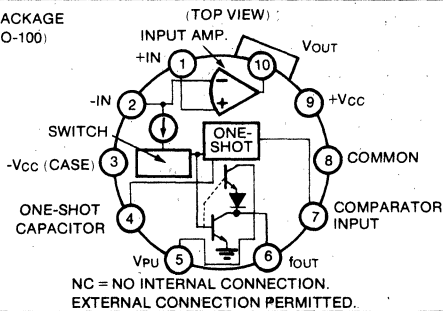 ACKAGE
O-100)
(TOP VIEW)
INPUT AMP.
VOUT
+IN
1
10
-IN
2
9
+VCC
SWITCH
ONE-
SHOT
-VCC (CASE)
3
8
COMMON
ONE-SHOT
CAPACITOR
4
7
COMPARATOR
INPUT
VPU
5
6
fOUT
NC = NO INTERNAL CONNECTION.
EXTERNAL CONNECTION PERMITTED.